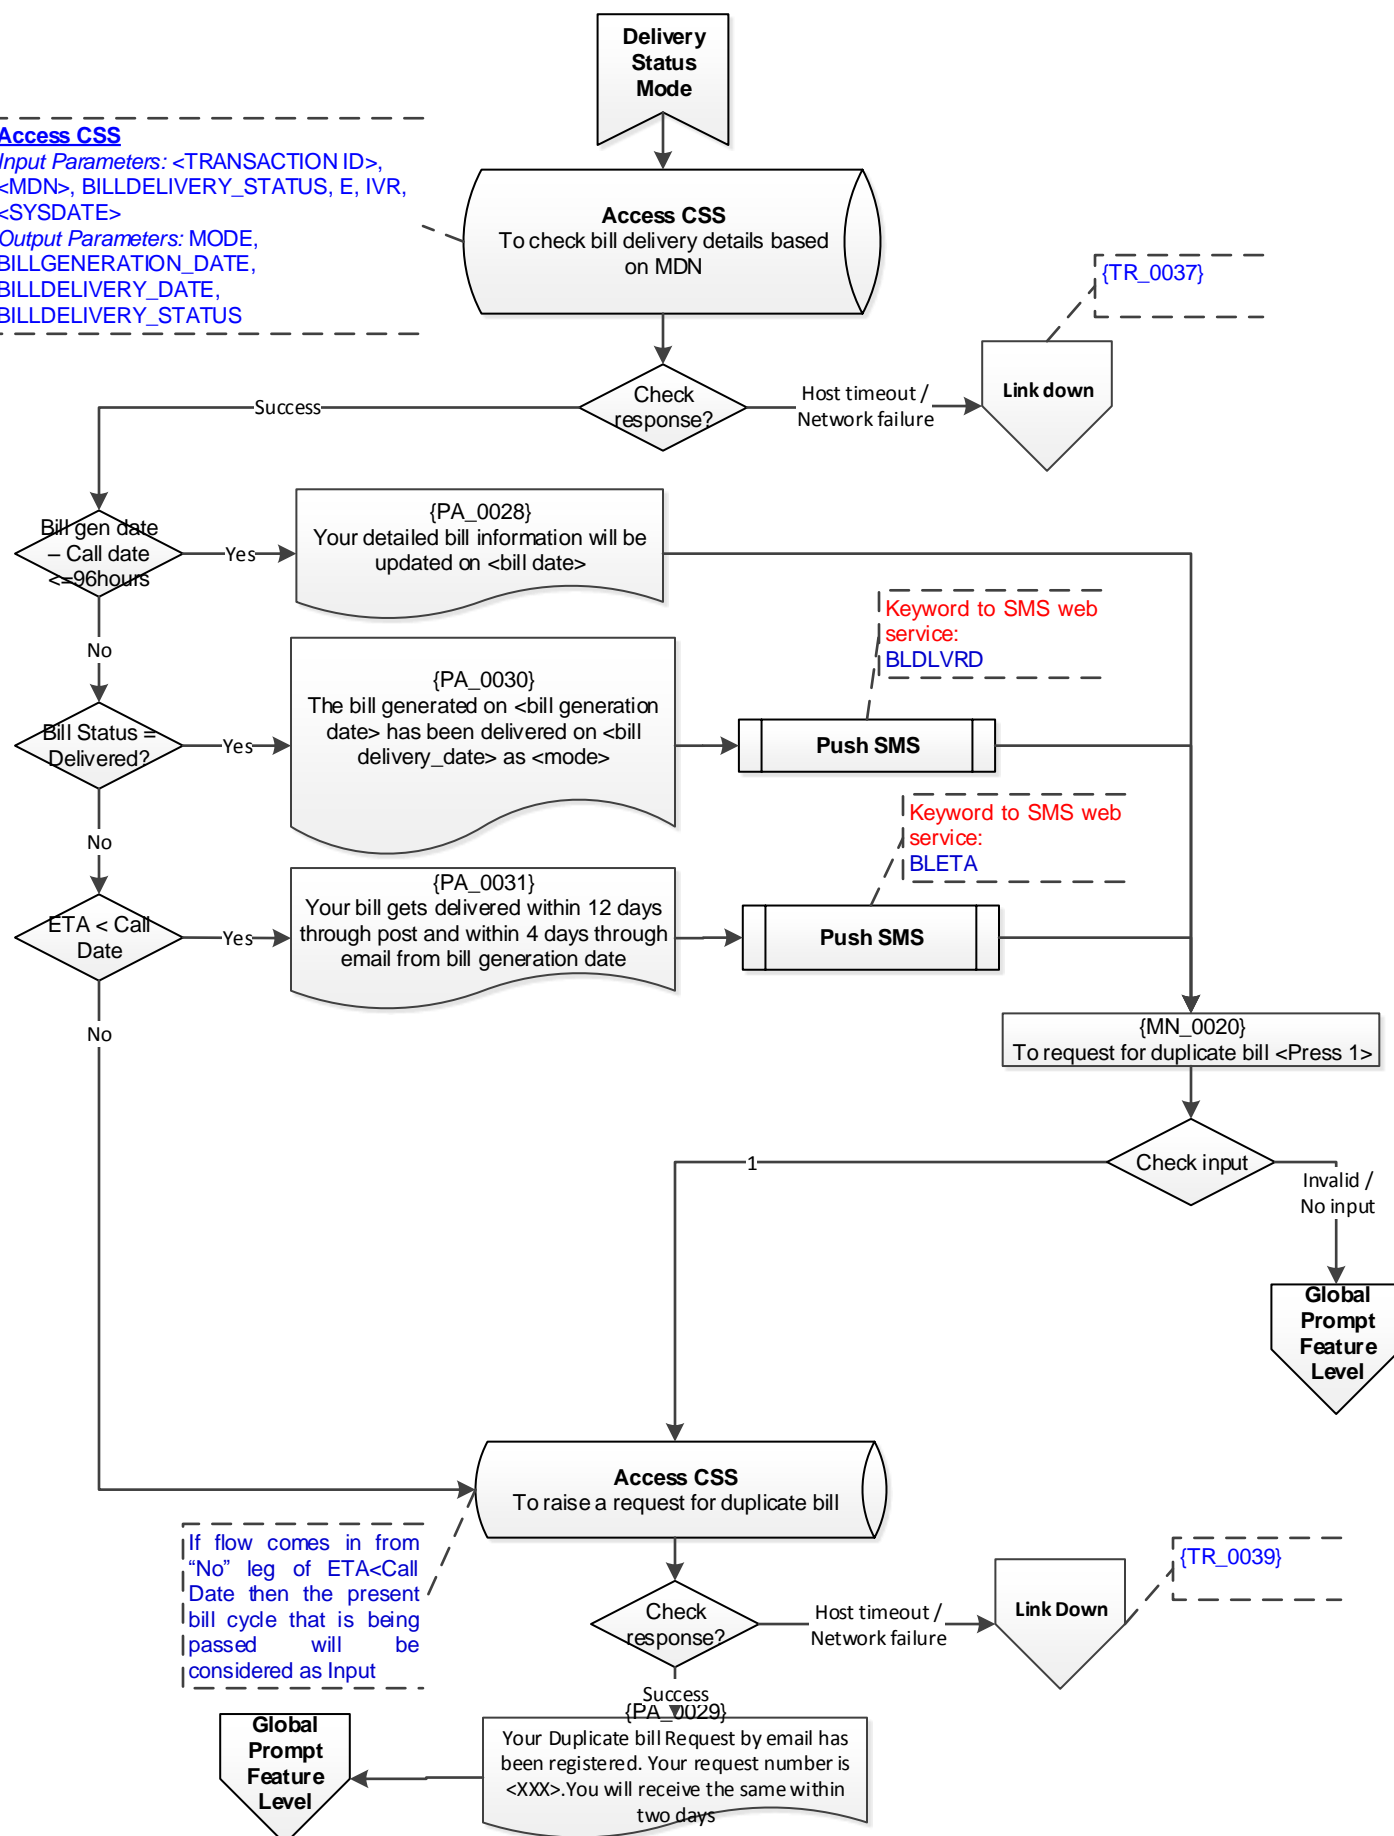 Delivery
Status
Mode
Access CSS
Input Parameters: <TRANSACTION ID>,
<MDN>, BILLDELIVERY_STATUS, E, IVR,
<SYSDATE>
Output Parameters: MODE,
BILLGENERATION_DATE,
BILLDELIVERY_DATE,
BILLDELIVERY_STATUS
Access CSS
To check bill delivery details based
on MDN
{TR_0037}
Check
response?
Success
Host timeout /
Network failure
Link down
Bill gen date
– Call date
<=96hours
Yes
{PA_0028}
Your detailed bill information will be
updated on <bill date>
No
Keyword to SMS web
service:
BLDLVRD
Bill Status =
Delivered?
Yes
{PA_0030}
The bill generated on <bill generation
date> has been delivered on <bill
delivery_date> as <mode>
Push SMS
No
Keyword to SMS web
service:
BLETA
ETA < Call
Date
Yes
{PA_0031}
Your bill gets delivered within 12 days
through post and within 4 days through
email from bill generation date
Push SMS
No
{MN_0020}
To request for duplicate bill <Press 1>
Check input
1
Invalid /
No input
Global
Prompt
Feature
Level
Access CSS
To raise a request for duplicate bill
If flow comes in from
“No” leg of ETA<Call
Date then the present
bill cycle that is being
passed will be
considered as Input
{TR_0039}
Check
response?
Host timeout /
Network failure
Link Down
Success
{PA_0029}
Your Duplicate bill Request by email has
been registered. Your request number is
<XXX>.You will receive the same within
two days
Global
Prompt
Feature
Level